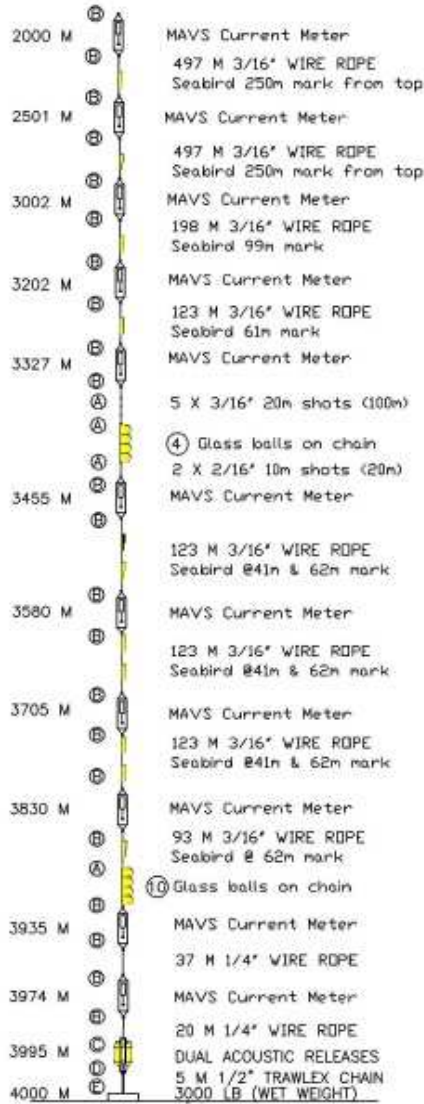 Ⓑ
2000 M MAVS Current Meter
Ⓑ
497 M 3/16" WIRE ROPE
Seabird 250m mark from top
Ⓑ
2501 M MAVS Current Meter
Ⓑ
497 M 3/16" WIRE ROPE
Seabird 250m mark from top
Ⓑ
3002 M MAVS Current Meter
Ⓑ
198 M 3/16" WIRE ROPE
Seabird 99m mark
Ⓑ
3202 M MAVS Current Meter
Ⓑ
123 M 3/16" WIRE ROPE
Seabird 61m mark
Ⓑ
3327 M MAVS Current Meter
Ⓑ
Ⓐ 5 X 3/16" 20m shots (100m)
Ⓐ
④ Glass balls on chain
Ⓐ 2 X 2/16" 10m shots (20m)
Ⓑ
3455 M MAVS Current Meter
Ⓑ
123 M 3/16" WIRE ROPE
Seabird @41m & 62m mark
Ⓑ
3580 M MAVS Current Meter
Ⓑ
123 M 3/16" WIRE ROPE
Seabird @41m & 62m mark
Ⓑ
3705 M MAVS Current Meter
Ⓑ
123 M 3/16" WIRE ROPE
Seabird @41m & 62m mark
Ⓑ
3830 M MAVS Current Meter
Ⓑ 93 M 3/16" WIRE ROPE
Seabird @ 62m mark
Ⓐ
⑩ Glass balls on chain
Ⓑ
3935 M MAVS Current Meter
Ⓑ
37 M 1/4" WIRE ROPE
Ⓑ
3974 M MAVS Current Meter
Ⓑ
20 M 1/4" WIRE ROPE
Ⓒ
3995 M DUAL ACOUSTIC RELEASES
Ⓓ 5 M 1/2" TRAWLEX CHAIN
Ⓔ
4000 M 3000 LB (WET WEIGHT)